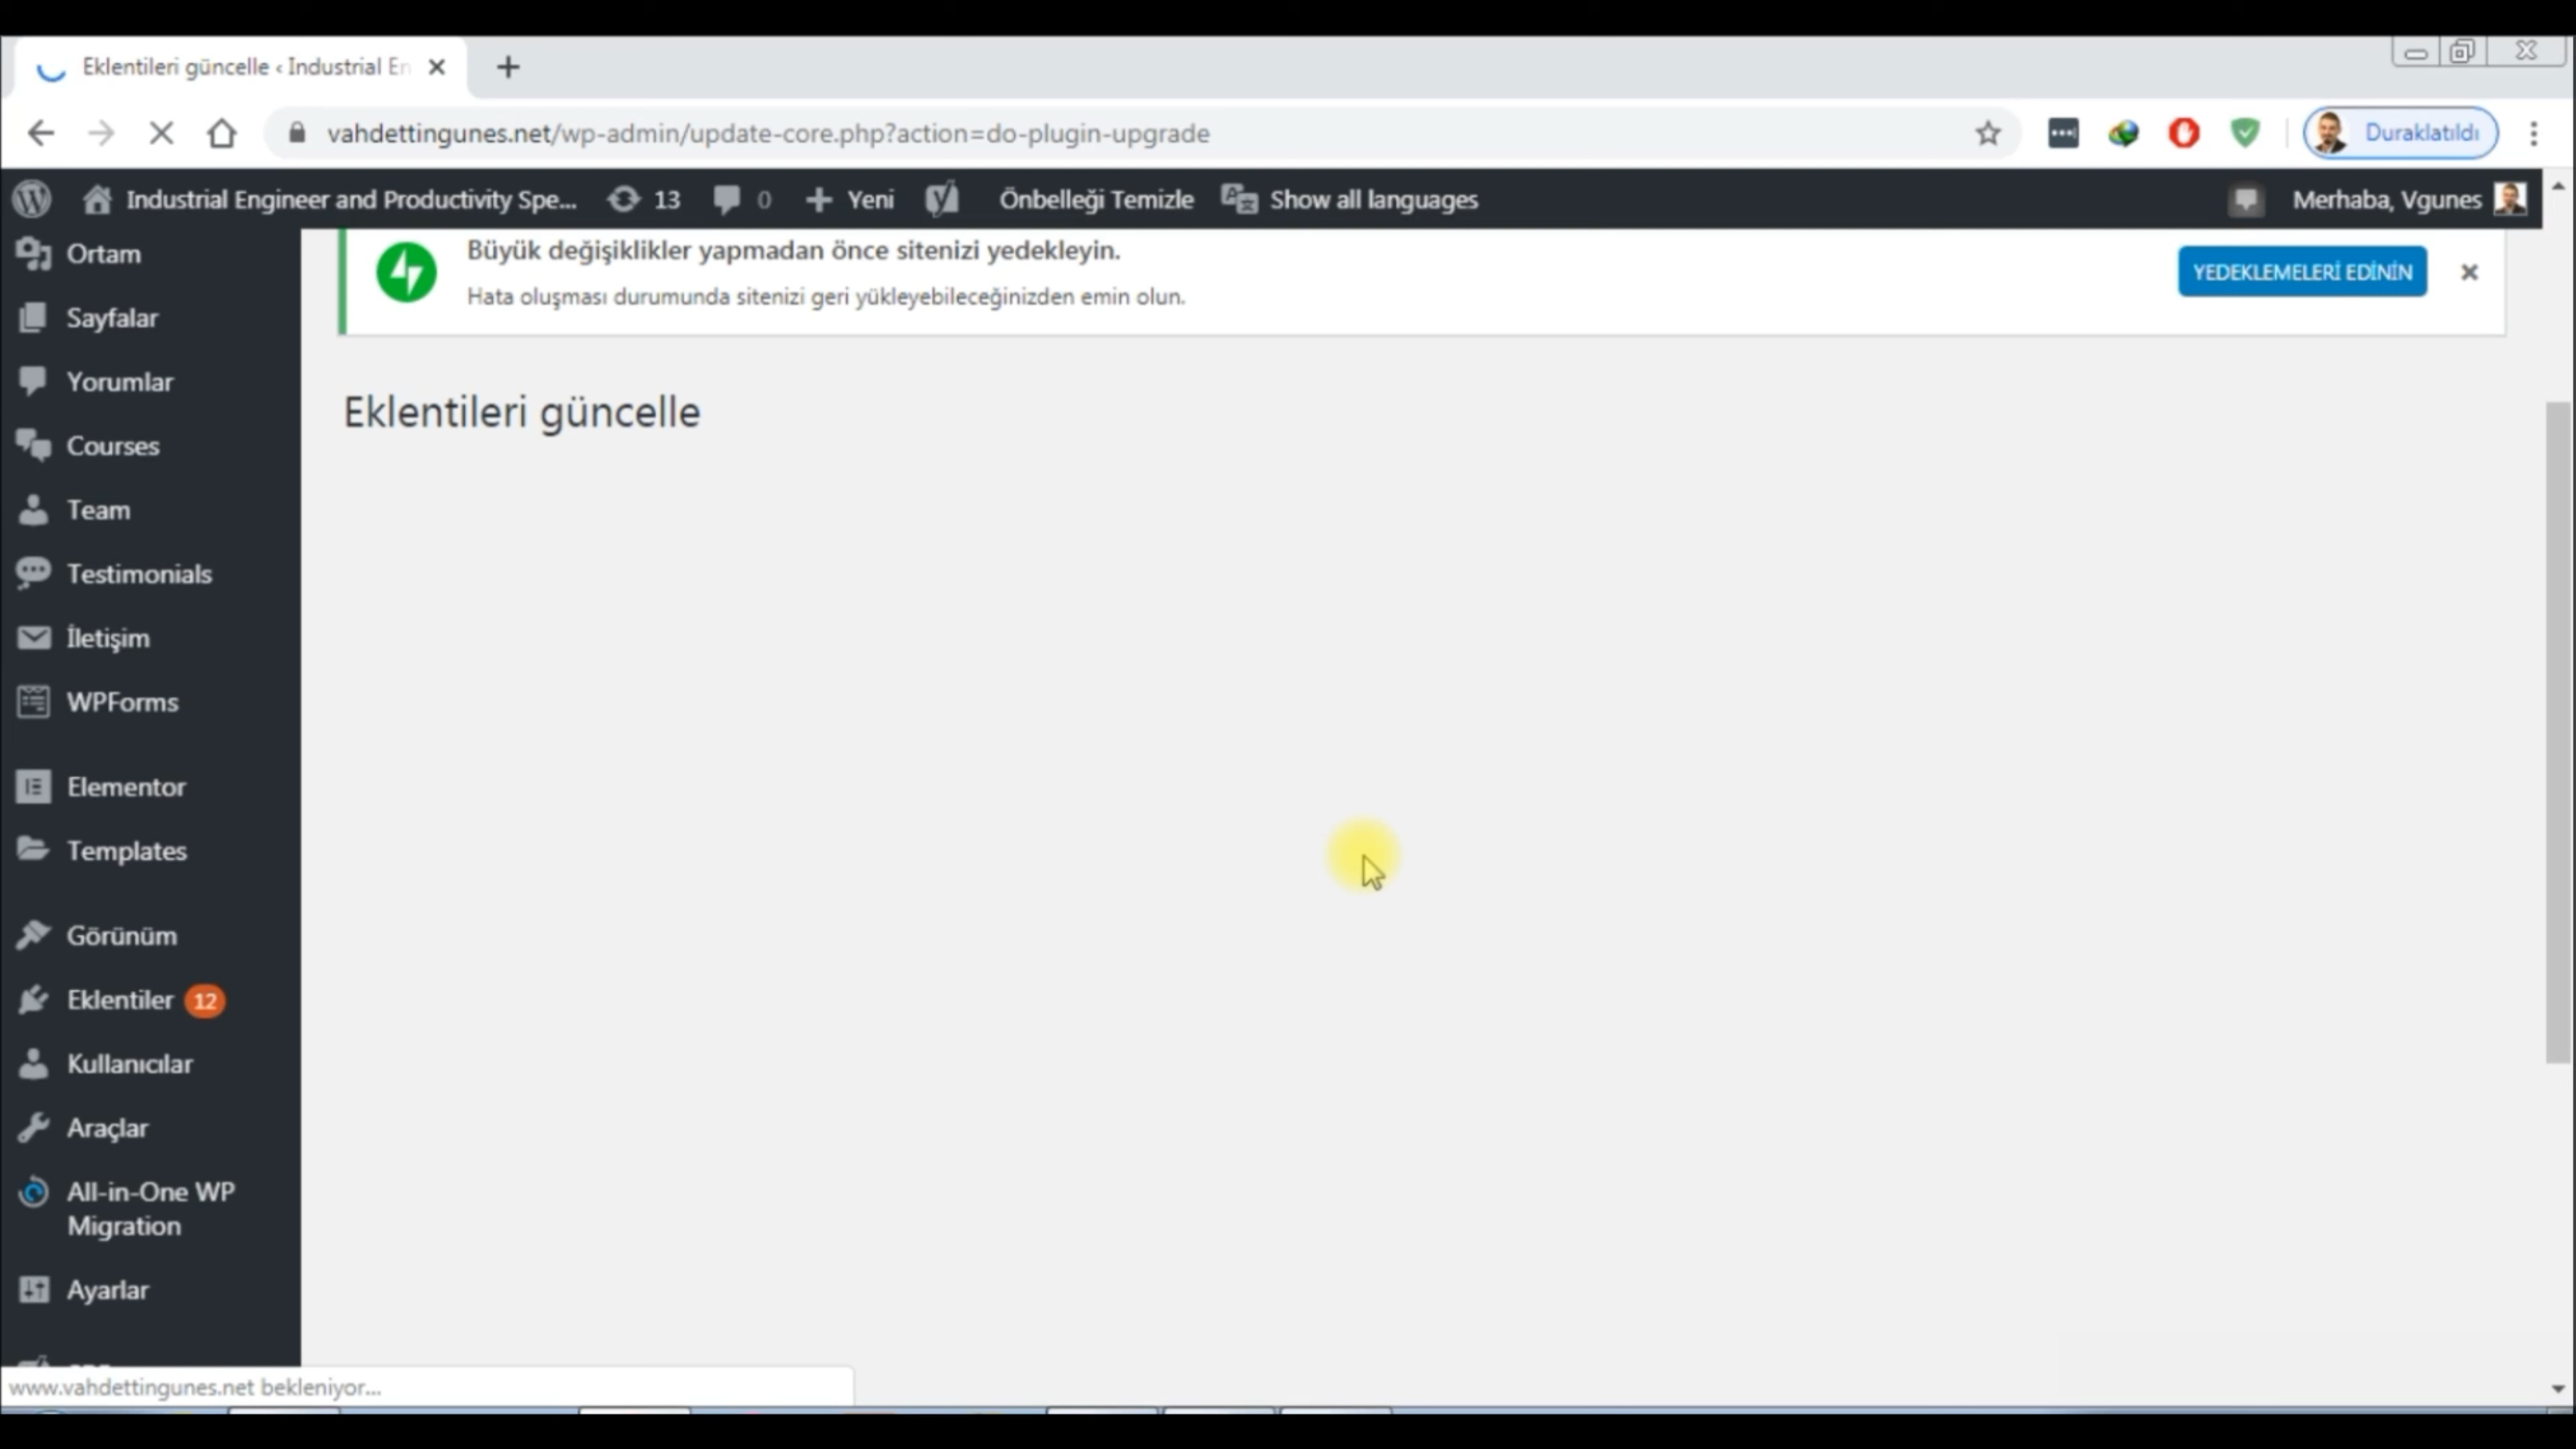 Eklentileri güncelle ‹ Industrial En
vahdettingunes.net/wp-admin/update-core.php?action=do-plugin-upgrade
Duraklatıldı
Industrial Engineer and Productivity Spe...
13
0
Yeni
Önbelleği Temizle
Show all languages
Merhaba, Vgunes
Ortam
Sayfalar
Yorumlar
Courses
Team
Testimonials
İletişim
WPForms
Elementor
Templates
Görünüm
Eklentiler 12
Kullanıcılar
Araçlar
All-in-One WP
Migration
Ayarlar
Büyük değişiklikler yapmadan önce sitenizi yedekleyin.
Hata oluşması durumunda sitenizi geri yükleyebileceğinizden emin olun.
YEDEKLEMELERİ EDİNİN
Eklentileri güncelle
www.vahdettingunes.net bekleniyor...